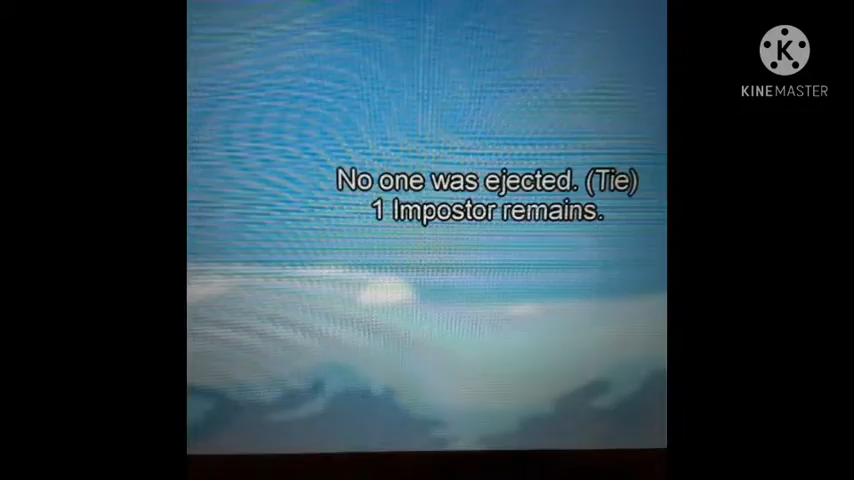 No one was ejected. (Tie)
1 Impostor remains.
K
KINEMASTER